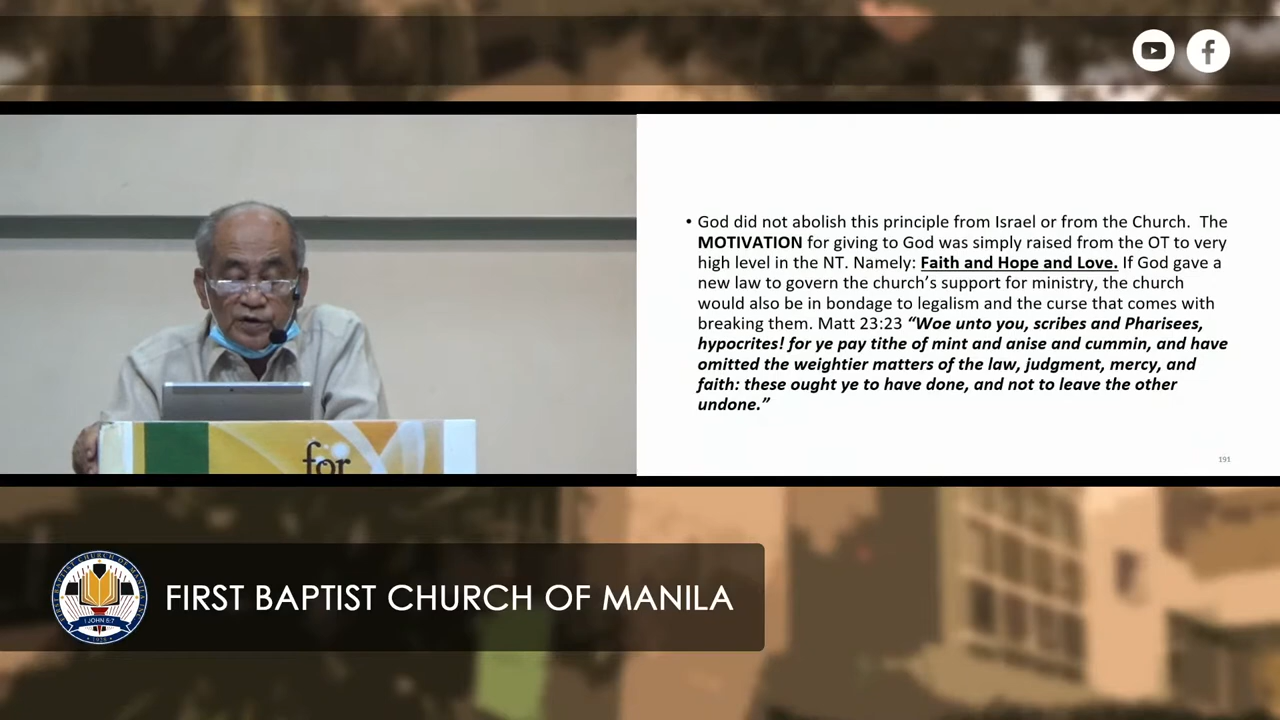 • God did not abolish this principle from Israel or from the Church. The
MOTIVATION for giving to God was simply raised from the OT to very
high level in the NT. Namely: Faith and Hope and Love. If God gave a
new law to govern the church's support for ministry, the church
would also be in bondage to legalism and the curse that comes with
breaking them. Matt 23:23 “Woe unto you, scribes and Pharisees,
hypocrites! for ye pay tithe of mint and anise and cummin, and have
omitted the weightier matters of the law, judgment, mercy, and
faith: these ought ye to have done, and not to leave the other
undone.”
191
for
FIRST BAPTIST CHURCH OF MANILA
I JOHN 5:7